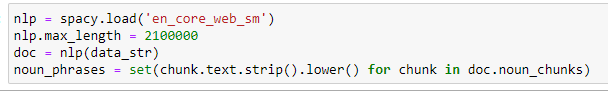 nlp = spacy.load('en_core_web_sm')
nlp.max_length = 2100000
doc = nlp(data_str)
noun_phrases = set(chunk.text.strip().lower() for chunk in doc.noun_chunks)